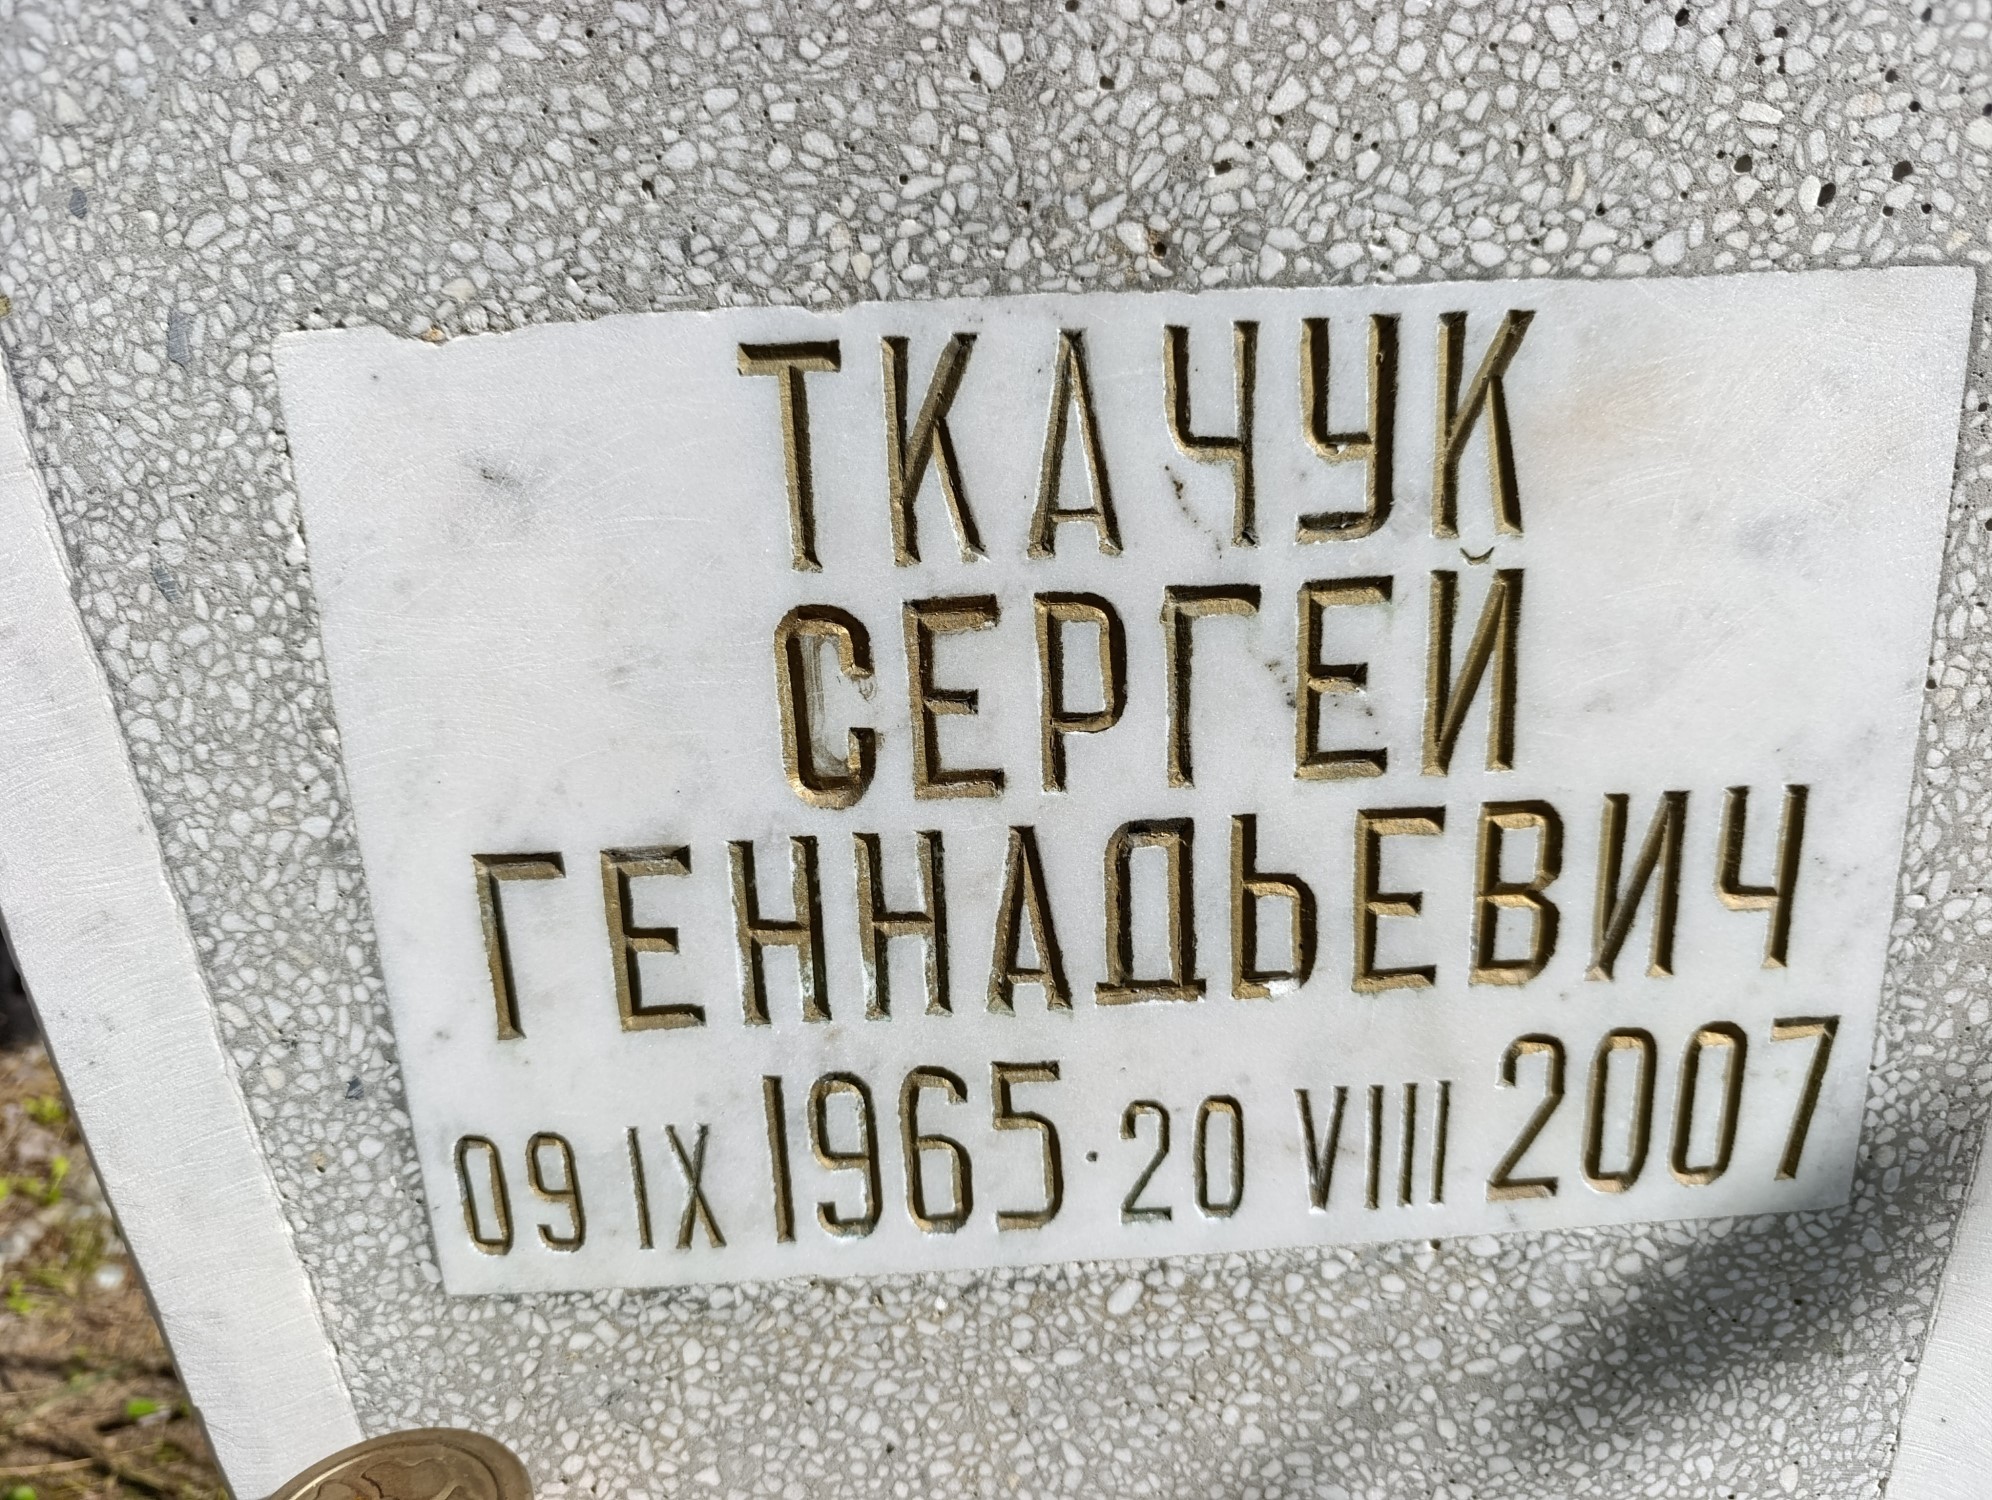 ТКАЧУК
СЕРГЕЙ
ГЕННАДЬЕВИЧ
09 IX 1965 · 20 VIII 2007